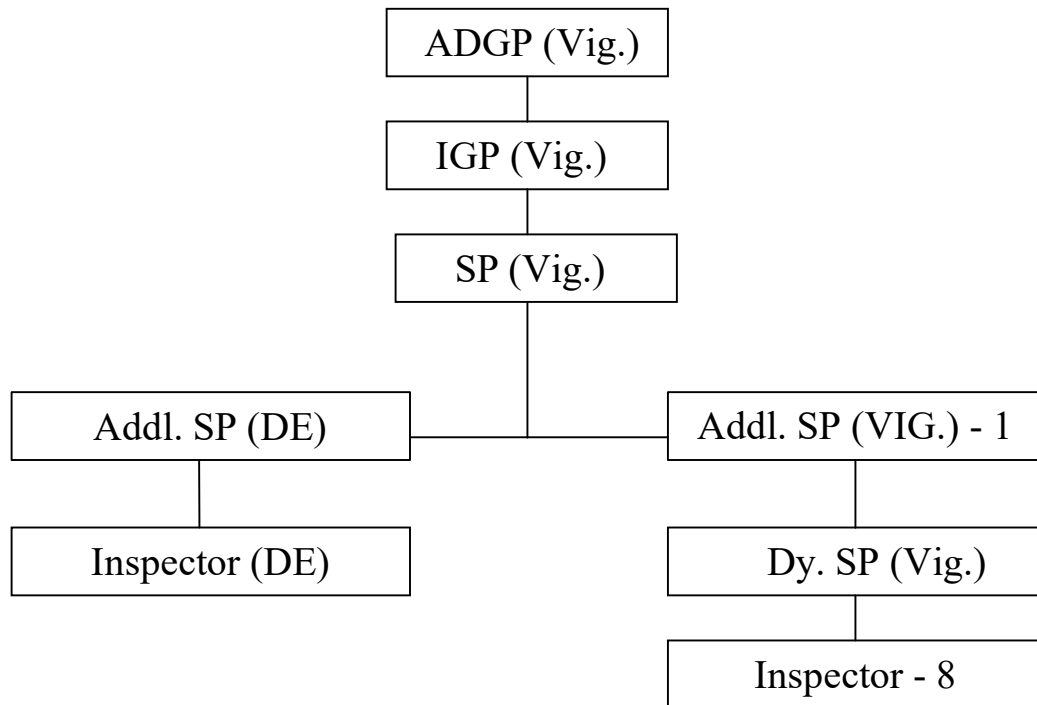 ADGP (Vig.)
IGP (Vig.)
SP (Vig.)
Addl. SP (DE)
Addl. SP (VIG.) - 1
Inspector (DE)
Dy. SP (Vig.)
Inspector - 8